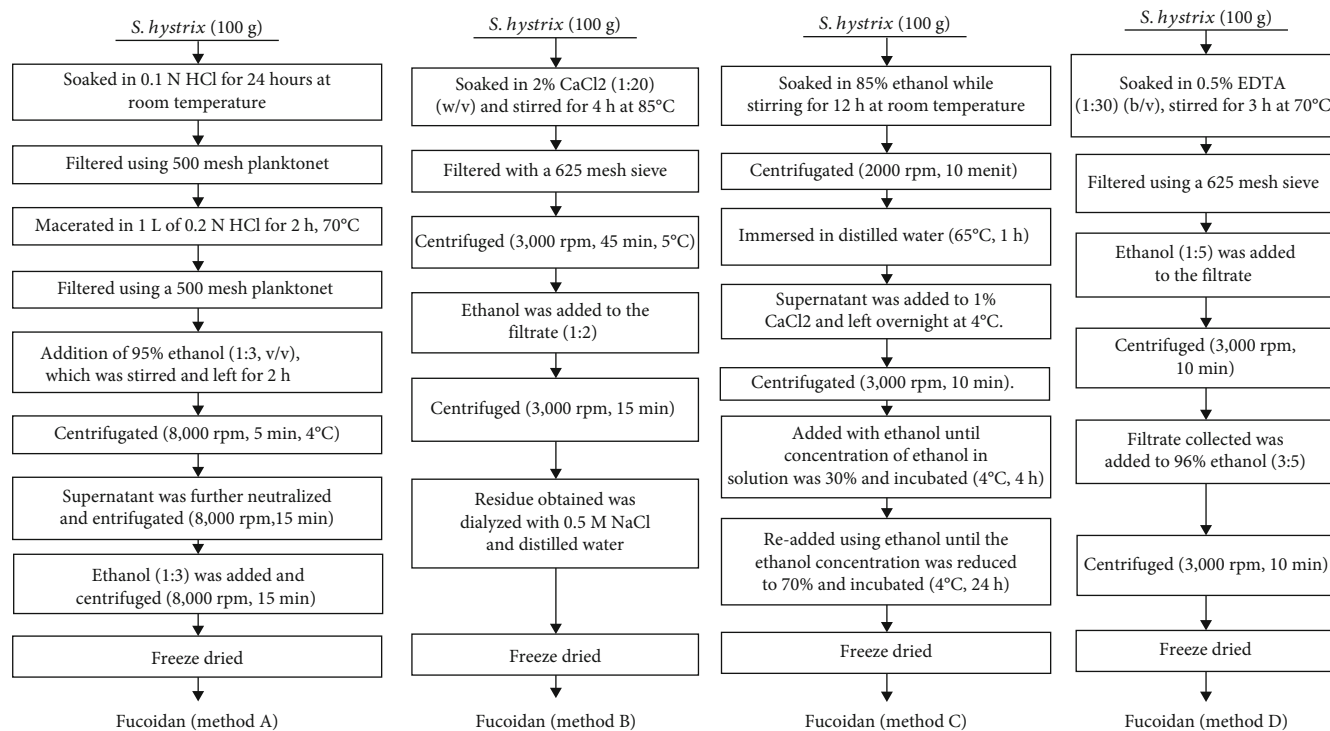 S. hystrix (100 g)
Soaked in 0.1 N HCl for 24 hours at
room temperature
Filtered using 500 mesh planktonet
Macerated in 1 L of 0.2 N HCl for 2 h, 70°C
Filtered using a 500 mesh planktonet
Addition of 95% ethanol (1:3, v/v),
which was stirred and left for 2 h
Centrifugated (8,000 rpm, 5 min, 4°C)
Supernatant was further neutralized
and entrifugated (8,000 rpm,15 min)
Ethanol (1:3) was added and
centrifuged (8,000 rpm, 15 min)
Freeze dried
Fucoidan (method A)
S. hystrix (100 g)
Soaked in 2% CaCl2 (1:20)
(w/v) and stirred for 4 h at 85°C
Filtered with a 625 mesh sieve
Centrifuged (3,000 rpm, 45 min, 5°C)
Ethanol was added to the
filtrate (1:2)
Centrifuged (3,000 rpm, 15 min)
Residue obtained was
dialyzed with 0.5 M NaCl
and distilled water
Freeze dried
Fucoidan (method B)
S. hystrix (100 g)
Soaked in 85% ethanol while
stirring for 12 h at room temperature
Centrifugated (2000 rpm, 10 menit)
Immersed in distilled water (65°C, 1 h)
Supernatant was added to 1%
CaCl2 and left overnight at 4°C.
Centrifugated (3,000 rpm, 10 min).
Added with ethanol until
concentration of ethanol in
solution was 30% and incubated (4°C, 4 h)
Re-added using ethanol until the
ethanol concentration was reduced
to 70% and incubated (4°C, 24 h)
Freeze dried
Fucoidan (method C)
S. hystrix (100 g)
Soaked in 0.5% EDTA
(1:30) (b/v), stirred for 3 h at 70°C
Filtered using a 625 mesh sieve
Ethanol (1:5) was added
to the filtrate
Centrifuged (3,000 rpm,
10 min)
Filtrate collected was
added to 96% ethanol (3:5)
Centrifuged (3,000 rpm, 10 min)
Freeze dried
Fucoidan (method D)